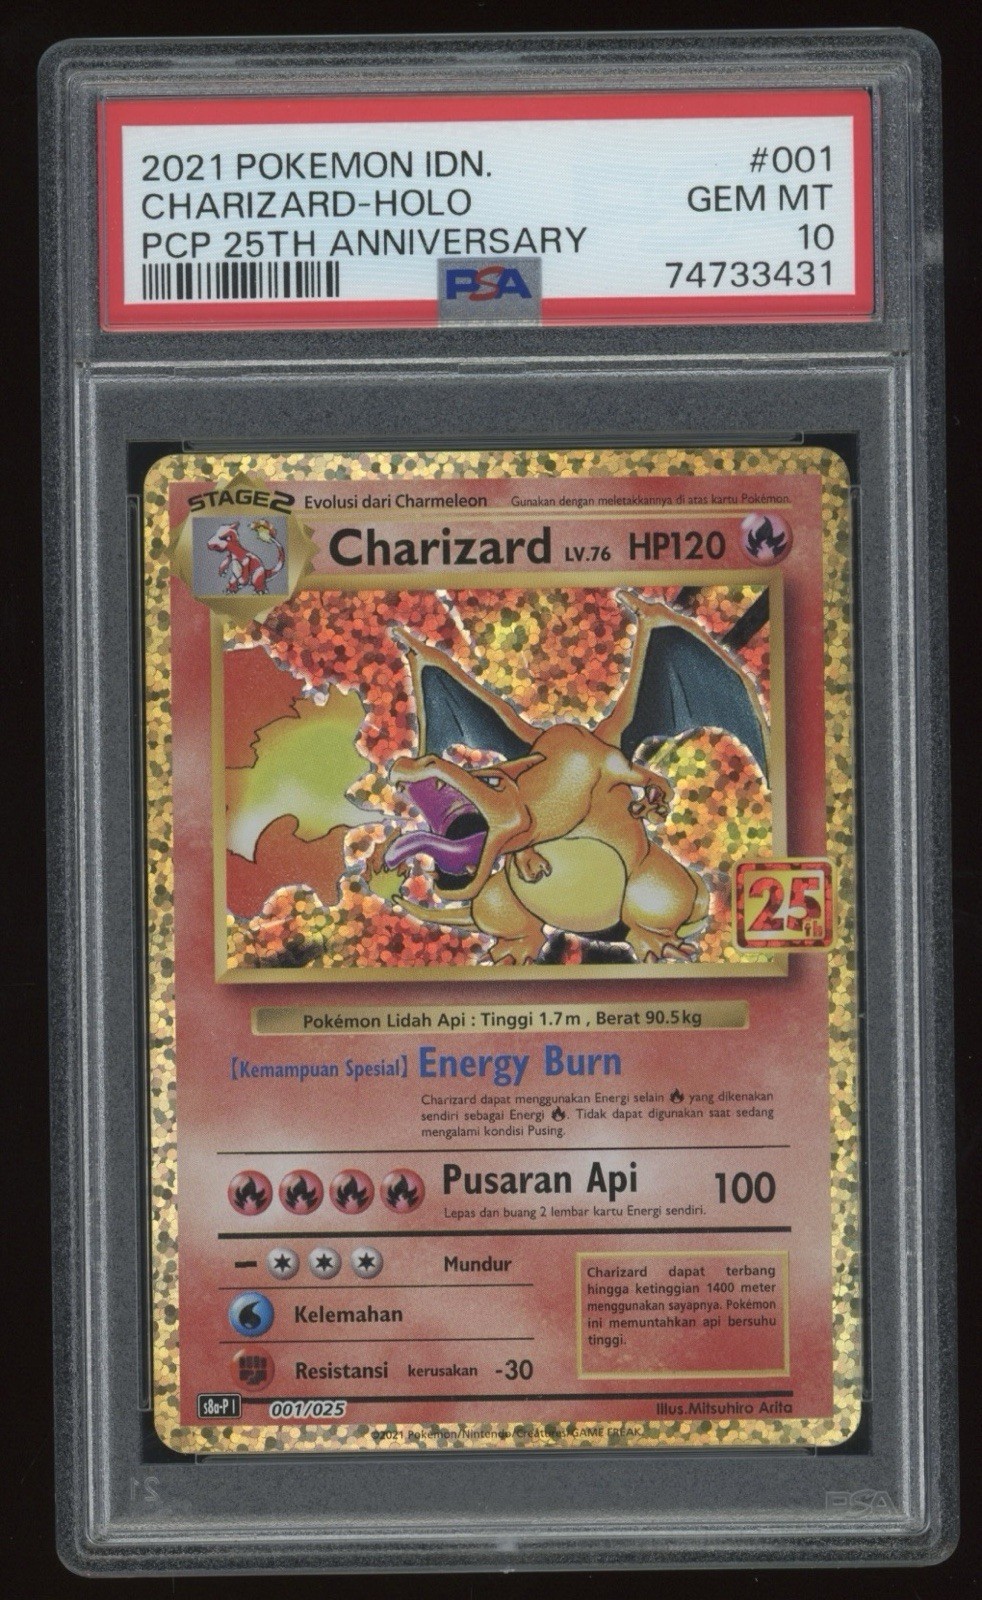 2021 POKEMON IDN. #001
CHARIZARD-HOLO GEM MT
PCP 25TH ANNIVERSARY 10
PSA 74733431
STAGE2 Evolusi dari Charmeleon Gunakan dengan meletakkannya di atas kartu Pokémon.
Charizard LV.76 HP120
25th
Pokémon Lidah Api : Tinggi 1.7m , Berat 90.5kg
【Kemampuan Spesial】 Energy Burn
Charizard dapat menggunakan Energi selain yang dikenakan
sendiri sebagai Energi . Tidak dapat digunakan saat sedang
mengalami kondisi Pusing.
Pusaran Api 100
Lepas dan buang 2 lembar kartu Energi sendiri.
Mundur
Kelemahan
Resistansi kerusakan -30
Charizard dapat terbang
hingga ketinggian 1400 meter
menggunakan sayapnya. Pokémon
ini memuntahkan api bersuhu
tinggi.
s8a-P I 001/025 Illus.Mitsuhiro Arita
©2021 Pokémon/Nintendo/Creatures/GAME FREAK.
21 PSA